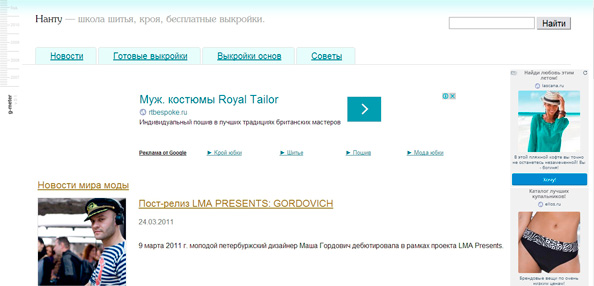 Нанту — школа шитья, кроя, бесплатные выкройки.
Найти
Новости
Готовые выкройки
Выкройки основ
Советы
g-meter
Муж. костюмы Royal Tailor
rtbespoke.ru
Индивидуальный пошив в лучших традициях британских мастеров
Реклама от Google
► Крой юбки
► Шитье
► Пошив
► Мода юбки
Найди любовь этим летом!
lascana.ru
В этой пляжной кофте вы точно не останетесь незамеченной! Вы - богиня!
Хочу!
Каталог лучших купальников!
elios.ru
Брендовые вещи по очень низким ценам!
Новости мира моды
Пост-релиз LMA PRESENTS: GORDOVICH
24.03.2011
9 марта 2011 г. молодой петербуржский дизайнер Маша Гордович дебютировала в рамках проекта LMA Presents.